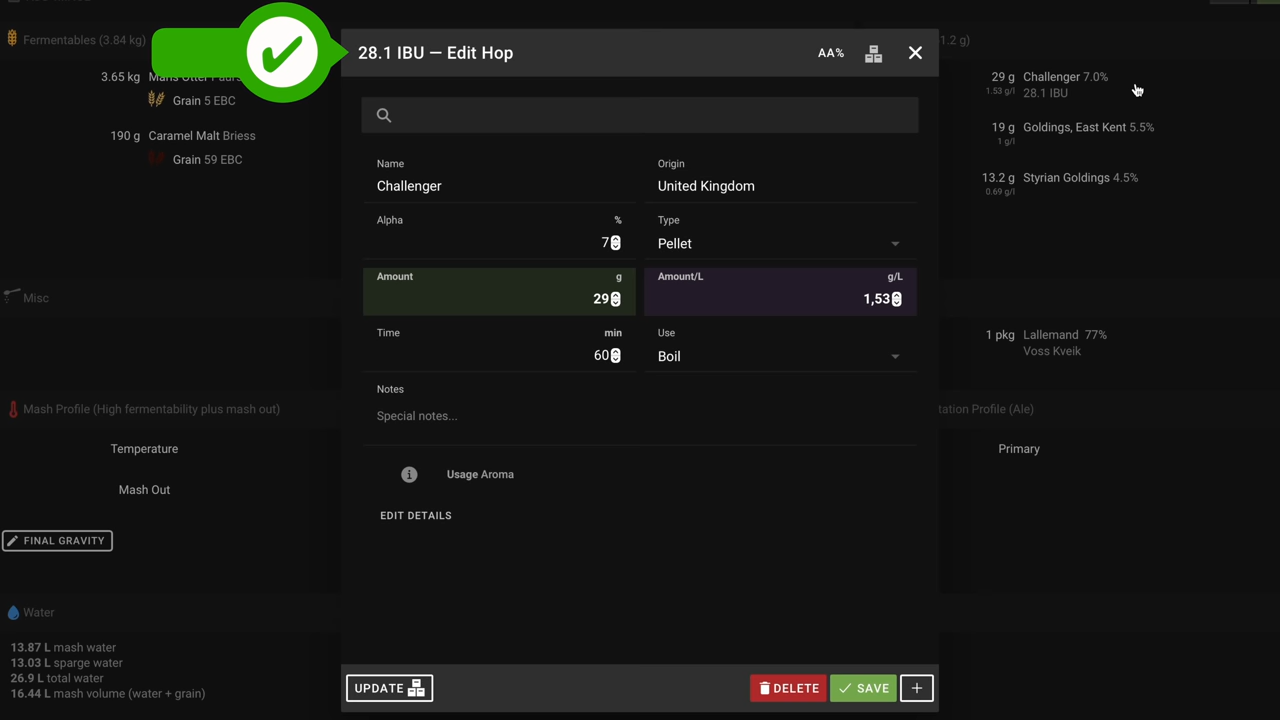 Fermentables (3.84 kg)
3.65 kg Maris Otter
Grain 5 EBC
190 g Caramel Malt Briess
Grain 59 EBC
Misc
Mash Profile (High fermentability plus mash out)
Temperature
Mash Out
FINAL GRAVITY
Water
13.87 L mash water
13.03 L sparge water
26.9 L total water
16.44 L mash volume (water + grain)
28.1 IBU – Edit Hop
AA%
Name
Challenger
Origin
United Kingdom
Alpha %
7
Type
Pellet
Amount g
29
Amount/L g/L
1,53
Time min
60
Use
Boil
Notes
Special notes...
Usage Aroma
EDIT DETAILS
UPDATE
DELETE
SAVE
+
1.2 g)
29 g Challenger 7.0%
1.53 g/l 28.1 IBU
19 g Goldings, East Kent 5.5%
1 g/l
13.2 g Styrian Goldings 4.5%
0.69 g/l
1 pkg Lallemand 77%
Voss Kveik
tation Profile (Ale)
Primary